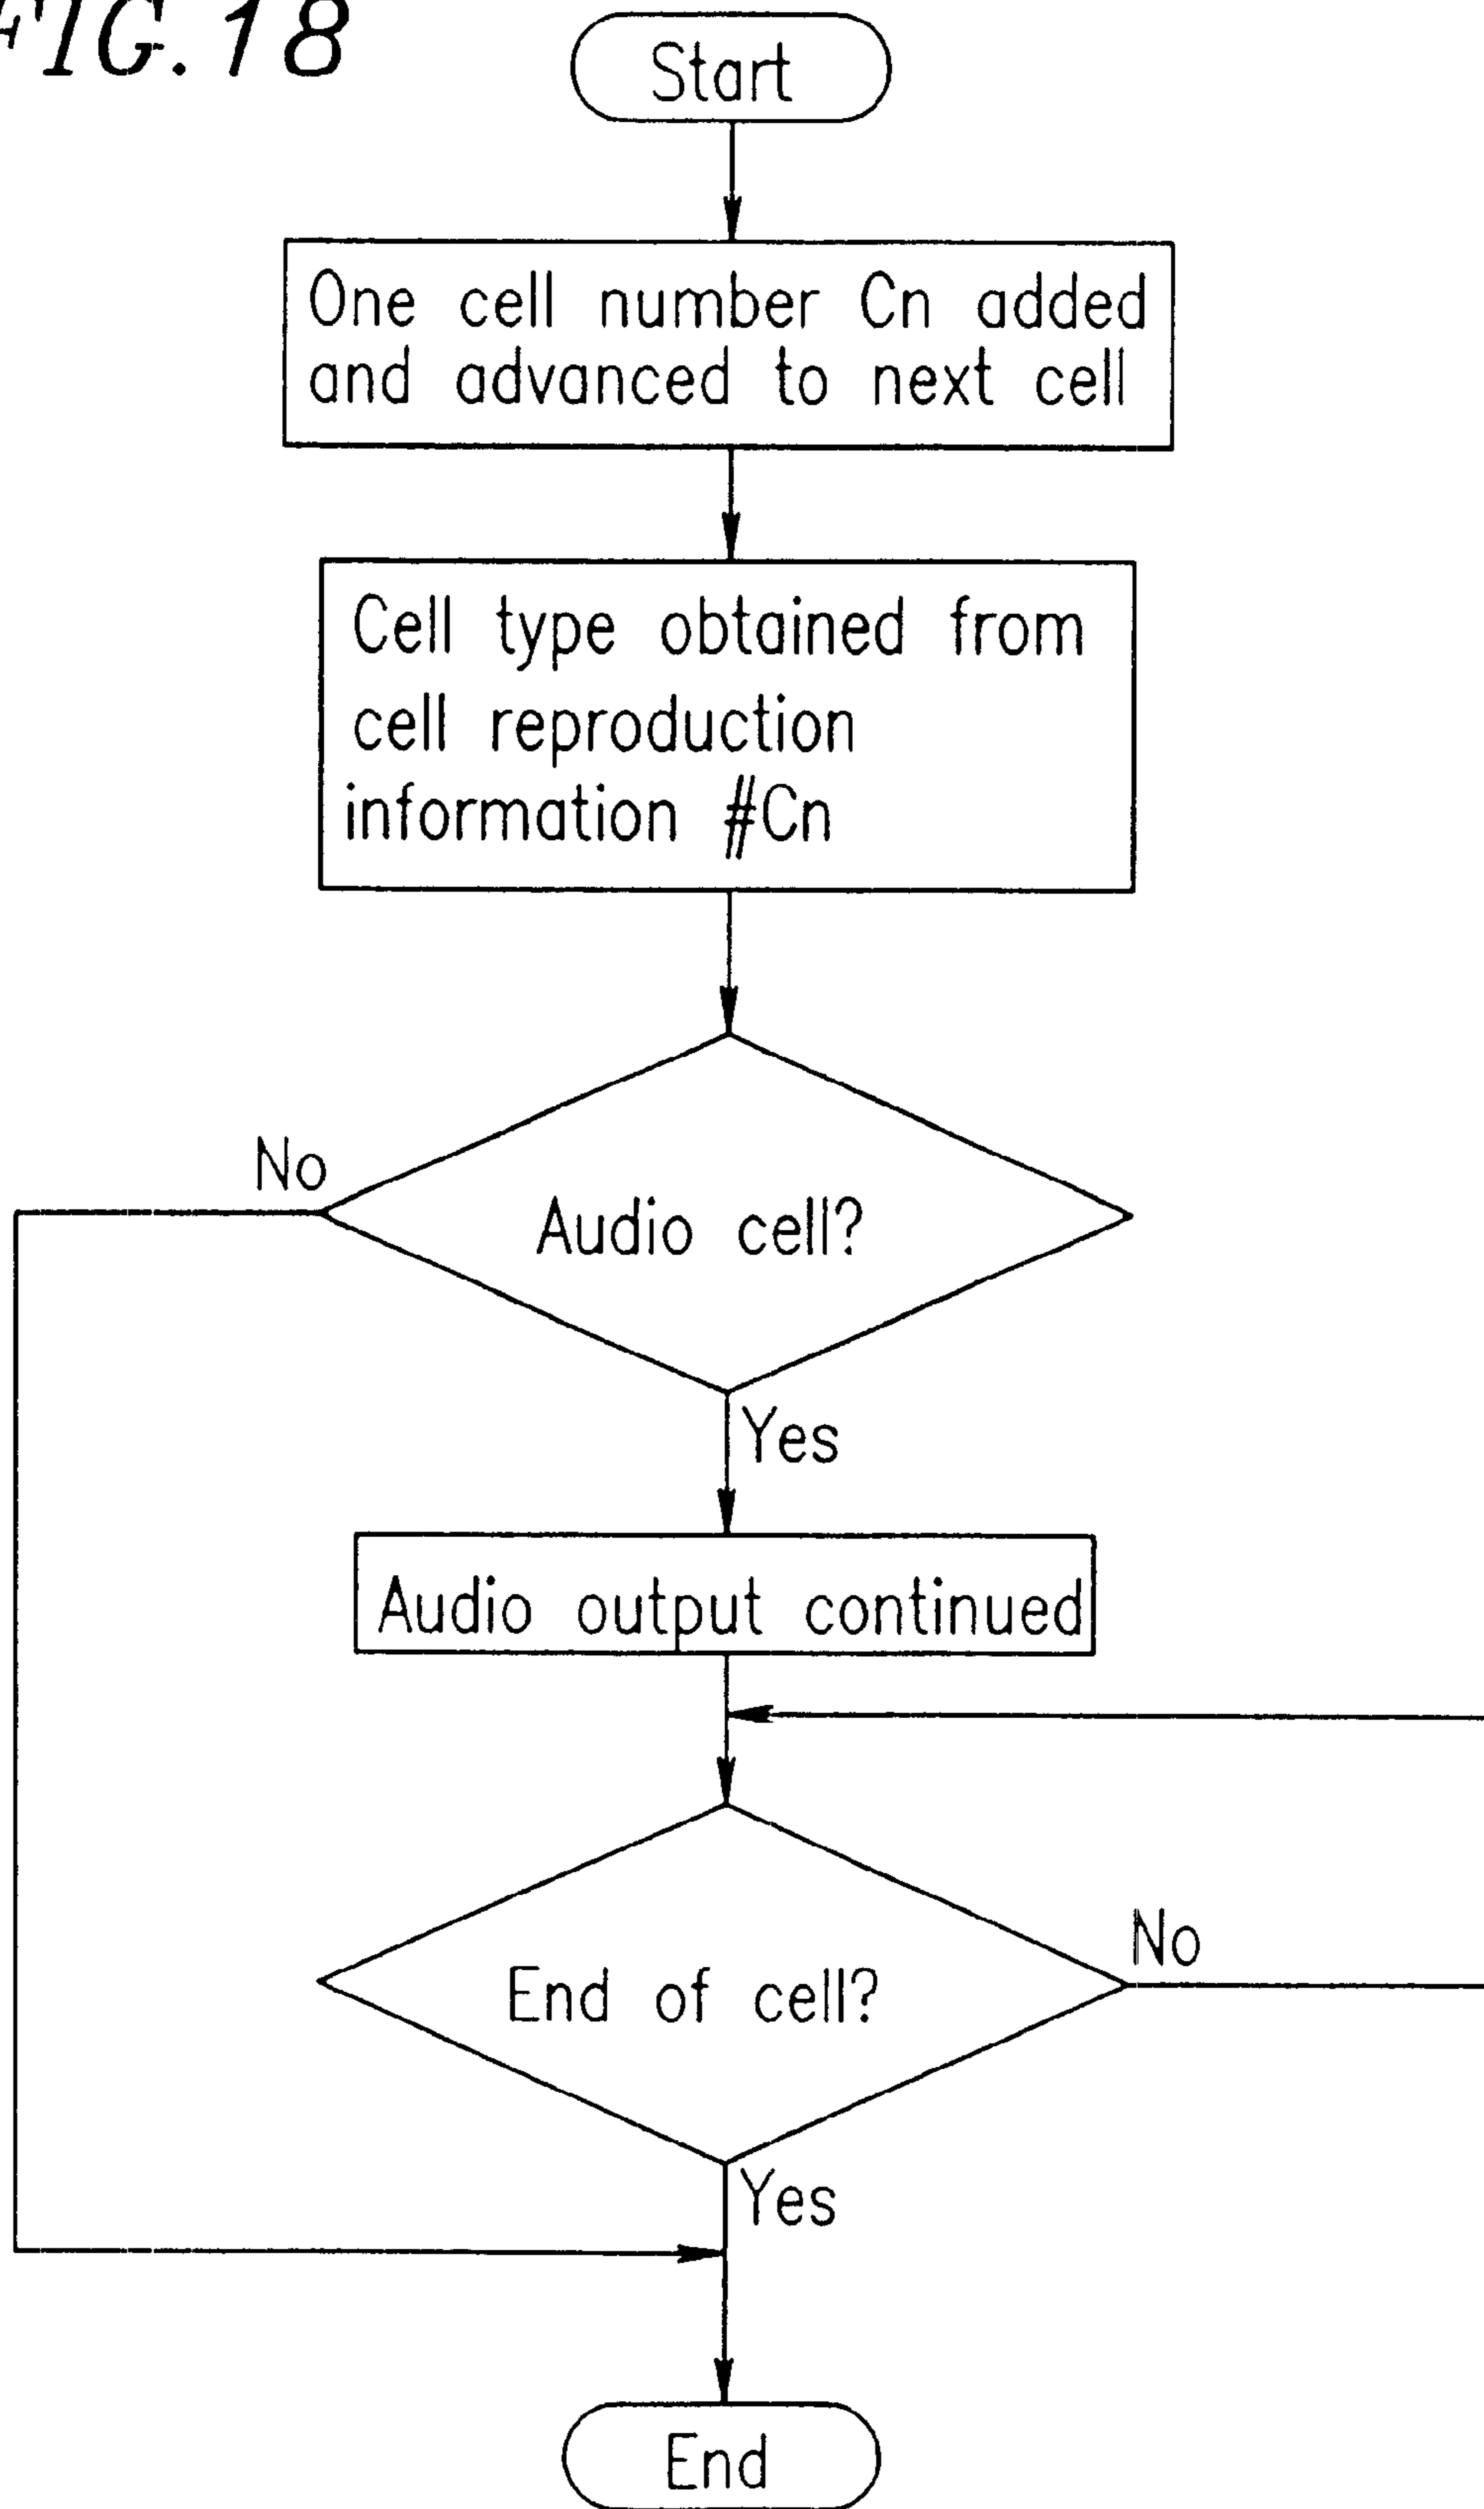 FIG. 18
Start
One cell number Cn added
and advanced to next cell
Cell type obtained from
cell reproduction
information #Cn
No
Audio cell?
Yes
Audio output continued
No
End of cell?
Yes
End